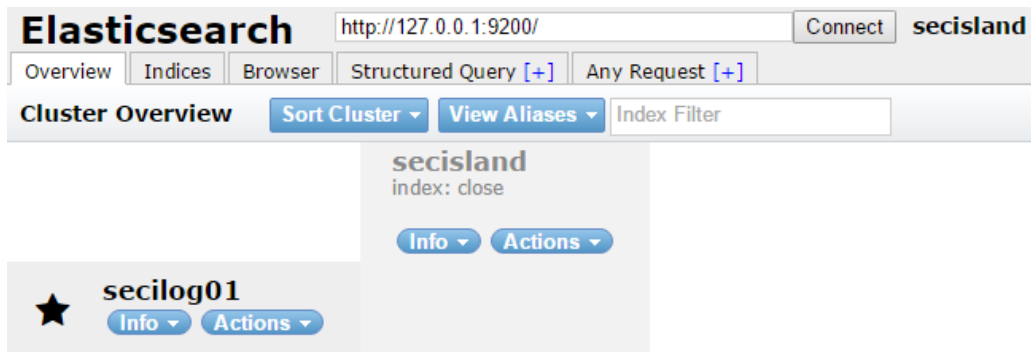 Elasticsearch http://127.0.0.1:9200/ Connect secisland
Overview Indices Browser Structured Query [+] Any Request [+]
Cluster Overview Sort Cluster View Aliases Index Filter
secisland
index: close
Info Actions
secilog01
Info Actions